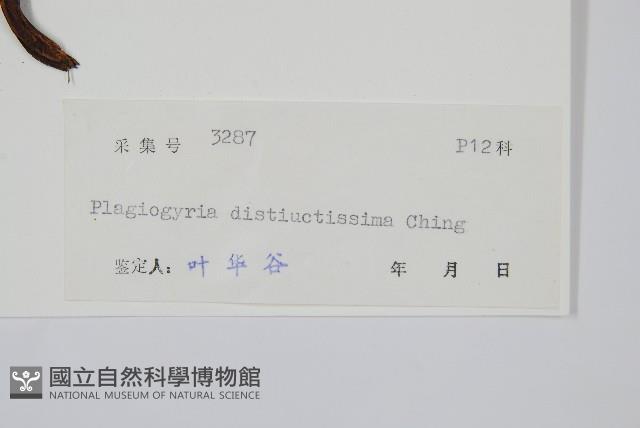 采集号 3287 P12科
Plagiogyria distiuctissima Ching
鉴定人: 叶华谷 年 月 日
國立自然科學博物館
NATIONAL MUSEUM OF NATURAL SCIENCE